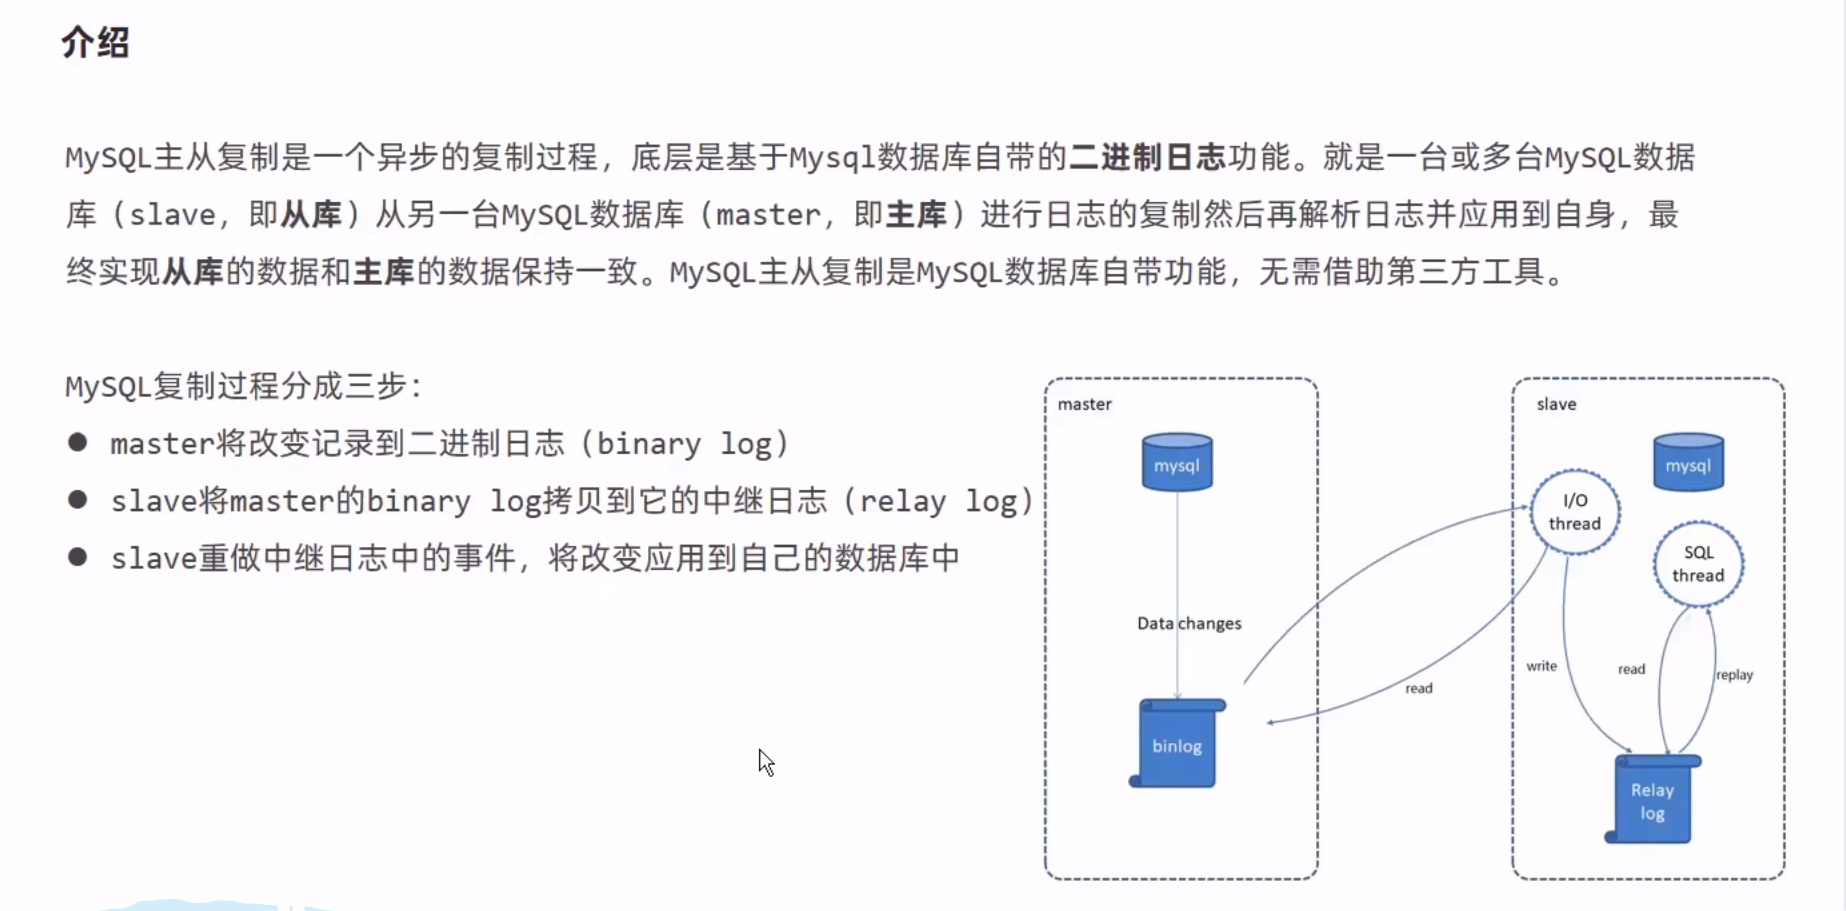 介绍
MySQL主从复制是一个异步的复制过程，底层是基于Mysql数据库自带的二进制日志功能。就是一台或多台MySQL数据
库（slave，即从库）从另一台MySQL数据库（master，即主库）进行日志的复制然后再解析日志并应用到自身，最
终实现从库的数据和主库的数据保持一致。MySQL主从复制是MySQL数据库自带功能，无需借助第三方工具。
MySQL复制过程分成三步：
● master将改变记录到二进制日志（binary log）
● slave将master的binary log拷贝到它的中继日志（relay log）
● slave重做中继日志中的事件，将改变应用到自己的数据库中
master
mysql
Data changes
binlog
read
slave
mysql
I/O
thread
SQL
thread
write
read
replay
Relay
log